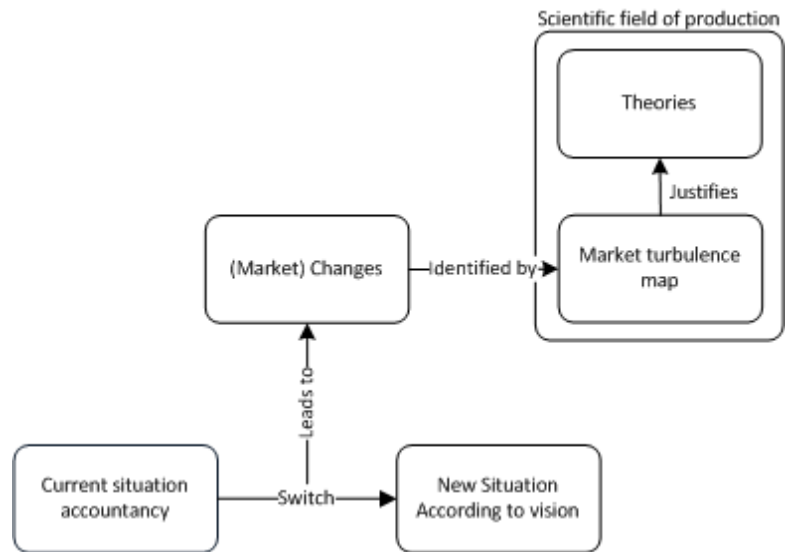 Scientific field of production
Theories
Justifies
Market turbulence
map
(Market) Changes
Identified by
Leads to
Current situation
accountancy
Switch
New Situation
According to vision